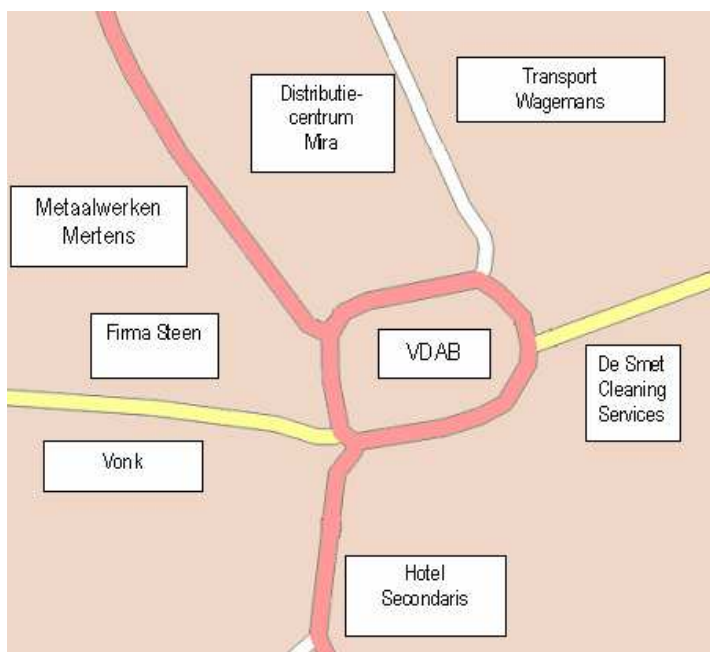 Transport
Wagemans
Distributie-
centrum
Mira
Metaalwerken
Mertens
Firma Steen
VDAB
De Smet
Cleaning
Services
Vonk
Hotel
Secondaris